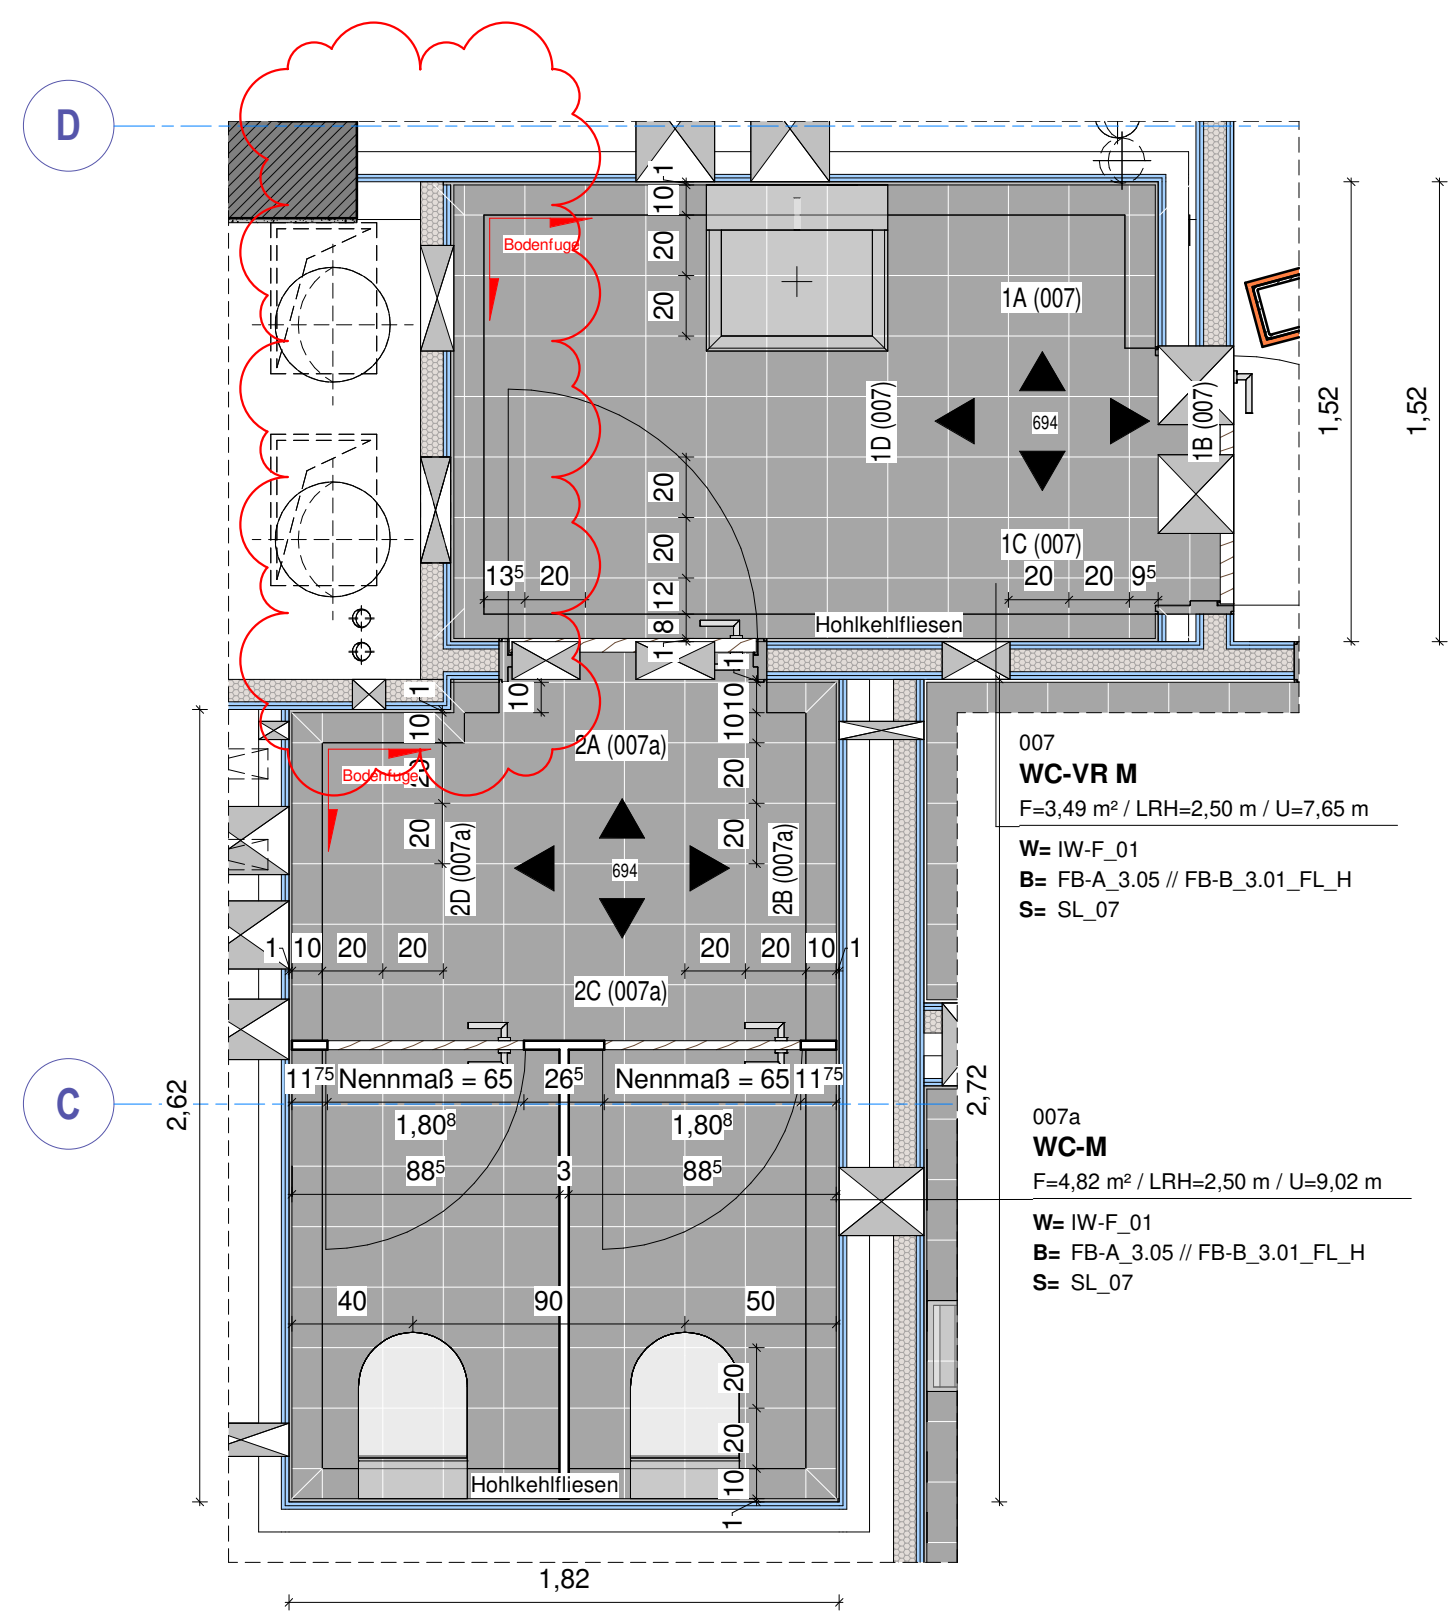 D
1
10
20
20
Bodenfuge
1A (007)
1D (007)
694
1B (007)
1C (007)
1,52
1,52
20
20
12
8
1
13⁵
20
20
20
9⁵
Hohlkehlfliesen
1
10
20
20
10
1
10
10
20
20
Bodenfuge
2A (007a)
2D (007a)
694
2B (007a)
2C (007a)
1
10
20
20
20
20
10
1
007
WC-VR M
F=3,49 m² / LRH=2,50 m / U=7,65 m
W= IW-F_01
B= FB-A_3.05 // FB-B_3.01_FL_H
S= SL_07
C
2,62
2,72
11⁷⁵
Nennmaß = 65
26⁵
Nennmaß = 65
11⁷⁵
1,80⁸
1,80⁸
88⁵
3
88⁵
40
90
50
20
20
10
1
Hohlkehlfliesen
1,82
007a
WC-M
F=4,82 m² / LRH=2,50 m / U=9,02 m
W= IW-F_01
B= FB-A_3.05 // FB-B_3.01_FL_H
S= SL_07